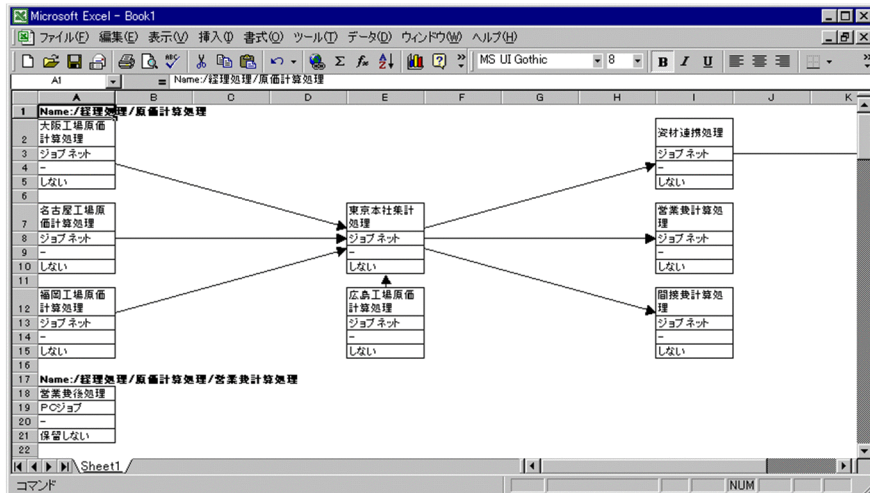 Microsoft Excel - Book1
ファイル(F) 編集(E) 表示(V) 挿入(I) 書式(O) ツール(T) データ(D) ウィンドウ(W) ヘルプ(H)
MS UI Gothic 8 B I U
A1 = Name:/経理処理/原価計算処理
A B C D E F G H I J K
1 Name:/経理処理/原価計算処理
2 大阪工場原価計算処理 資材連携処理
3 ジョブネット ジョブネット
4 - -
5 しない しない
6
7 名古屋工場原価計算処理 東京本社集計処理 営業費計算処理
8 ジョブネット ジョブネット ジョブネット
9 - - -
10 しない しない しない
11
12 福岡工場原価計算処理 広島工場原価計算処理 間接費計算処理
13 ジョブネット ジョブネット ジョブネット
14 - - -
15 しない しない しない
16
17 Name:/経理処理/原価計算処理/営業費計算処理
18 営業費後処理
19 PCジョブ
20 -
21 保留しない
22
Sheet1
コマンド NUM